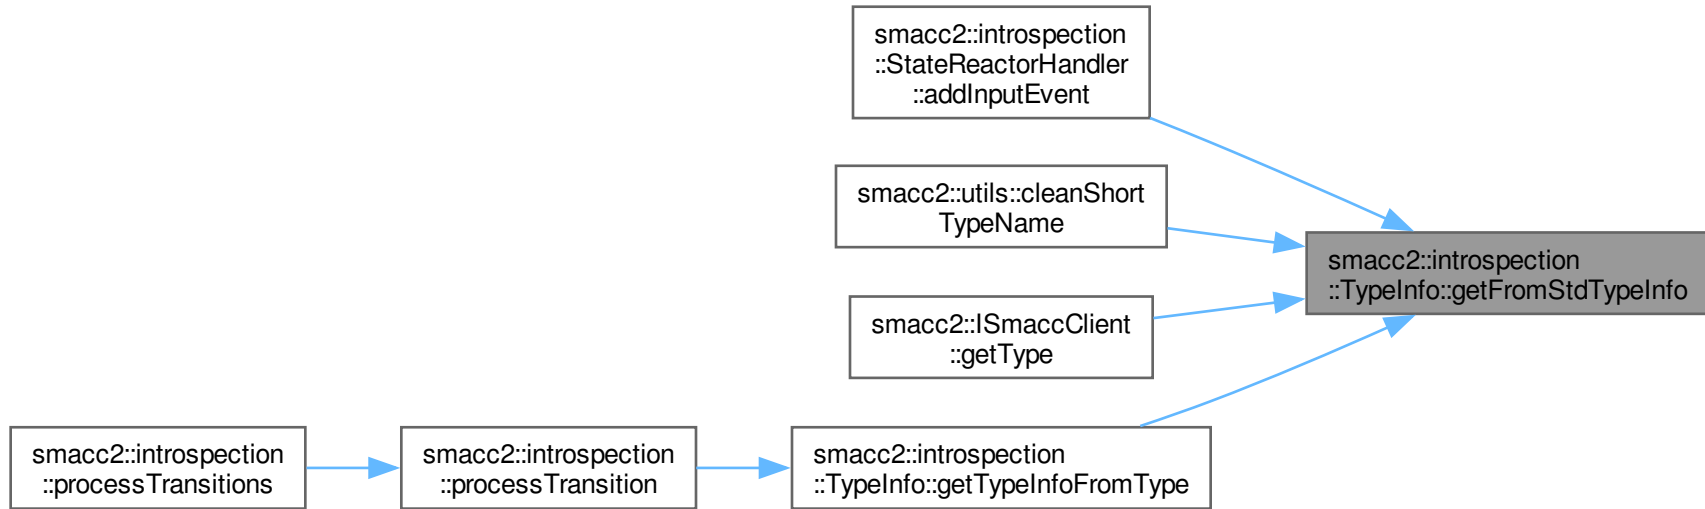 smacc2::introspection
::StateReactorHandler
::addInputEvent
smacc2::utils::cleanShort
TypeName
smacc2::introspection
::TypeInfo::getFromStdTypeInfo
smacc2::ISmaccClient
::getType
smacc2::introspection
::processTransitions
smacc2::introspection
::processTransition
smacc2::introspection
::TypeInfo::getTypeInfoFromType